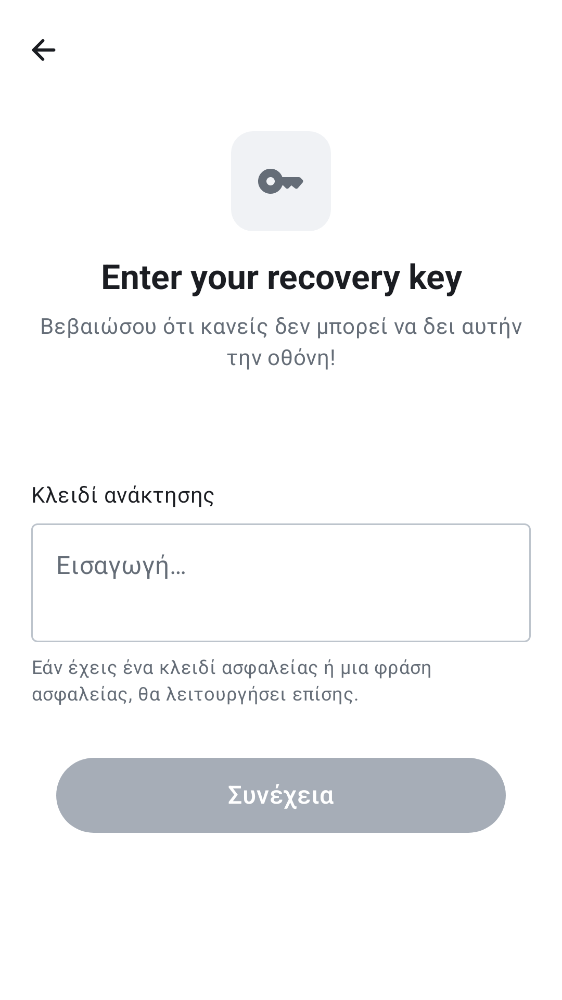 Enter your recovery key
Βεβαιώσου ότι κανείς δεν μπορεί να δει αυτήν
την οθόνη!
Κλειδί ανάκτησης
Εισαγωγή…
Εάν έχεις ένα κλειδί ασφαλείας ή μια φράση
ασφαλείας, θα λειτουργήσει επίσης.
Συνέχεια